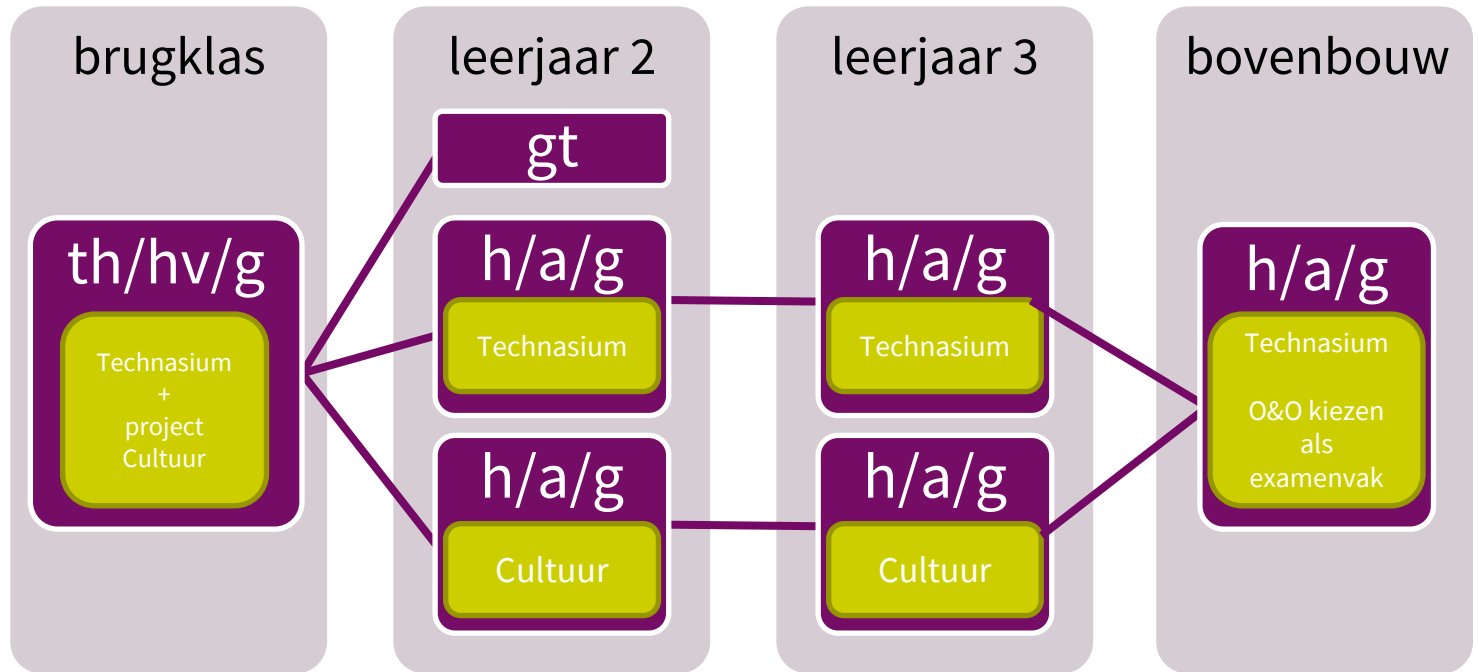 brugklas
th/hv/g
Technasium
+
project
Cultuur
leerjaar 2
gt
h/a/g
Technasium
h/a/g
Cultuur
leerjaar 3
h/a/g
Technasium
h/a/g
Cultuur
bovenbouw
h/a/g
Technasium
O&O kiezen
als
examenvak